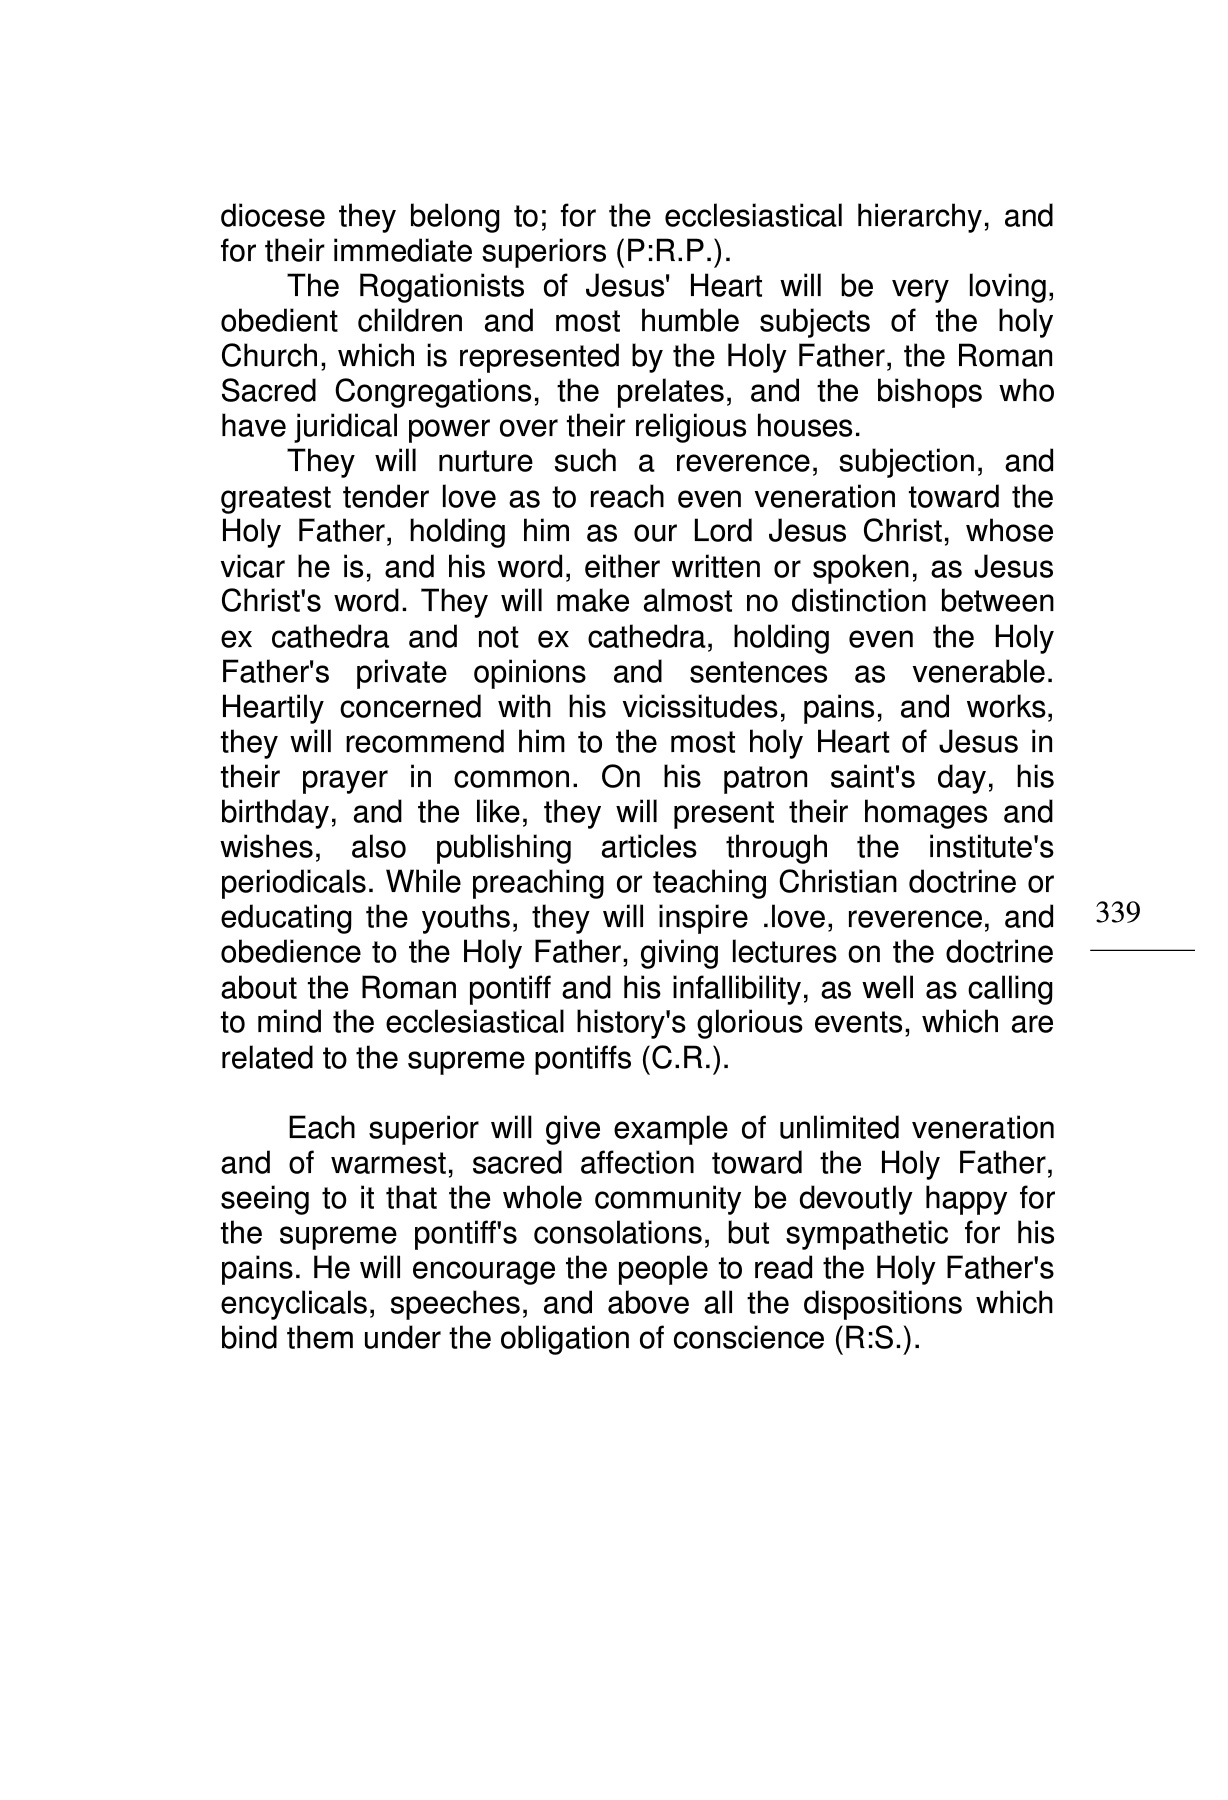 diocese they belong to; for the ecclesiastical hierarchy, and
for their immediate superiors (P:R.P.).
The Rogationists of Jesus' Heart will be very loving,
obedient children and most humble subjects of the holy
Church, which is represented by the Holy Father, the Roman
Sacred Congregations, the prelates, and the bishops who
have juridical power over their religious houses.
They will nurture such a reverence, subjection, and
greatest tender love as to reach even veneration toward the
Holy Father, holding him as our Lord Jesus Christ, whose
vicar he is, and his word, either written or spoken, as Jesus
Christ's word. They will make almost no distinction between
ex cathedra and not ex cathedra, holding even the Holy
Father's private opinions and sentences as venerable.
Heartily concerned with his vicissitudes, pains, and works,
they will recommend him to the most holy Heart of Jesus in
their prayer in common. On his patron saint's day, his
birthday, and the like, they will present their homages and
wishes, also publishing articles through the institute's
periodicals. While preaching or teaching Christian doctrine or
educating the youths, they will inspire .love, reverence, and
obedience to the Holy Father, giving lectures on the doctrine
about the Roman pontiff and his infallibility, as well as calling
to mind the ecclesiastical history's glorious events, which are
related to the supreme pontiffs (C.R.).
Each superior will give example of unlimited veneration
and of warmest, sacred affection toward the Holy Father,
seeing to it that the whole community be devoutly happy for
the supreme pontiff's consolations, but sympathetic for his
pains. He will encourage the people to read the Holy Father's
encyclicals, speeches, and above all the dispositions which
bind them under the obligation of conscience (R:S.).
339